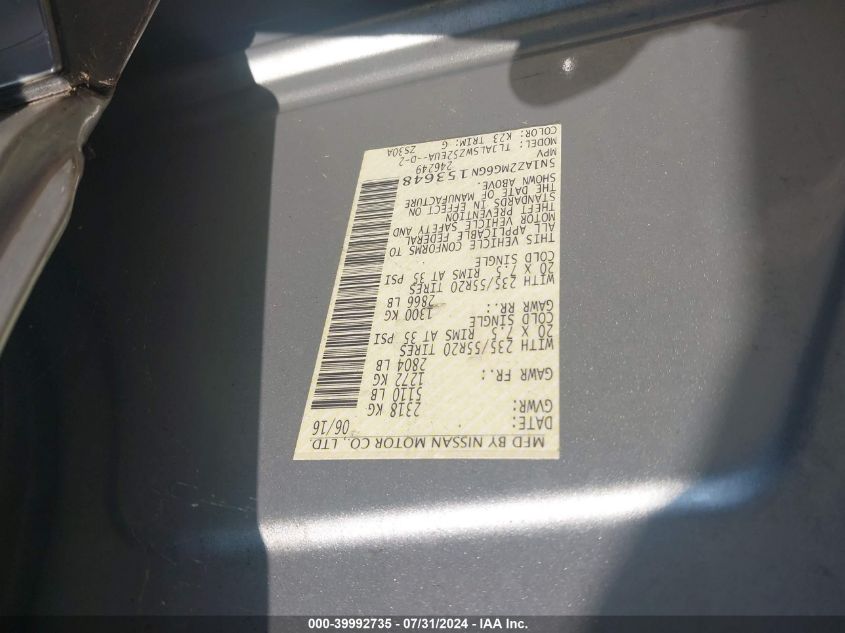 MFD BY NISSAN MOTOR CO., LTD.
DATE: 06/16
GVWR: 2318 KG
5110 LB
GAWR FR.: 1272 KG
2804 LB
WITH 235/55R20 TIRES
20 X 7.5 RIMS AT 35 PSI
COLD SINGLE
GAWR RR.: 1300 KG
2866 LB
WITH 235/55R20 TIRES
20 X 7.5 RIMS AT 35 PSI
COLD SINGLE
THIS VEHICLE CONFORMS TO
ALL APPLICABLE FEDERAL
MOTOR VEHICLE SAFETY AND
THEFT PREVENTION
STANDARDS IN EFFECT ON
THE DATE OF MANUFACTURE
SHOWN ABOVE.
5N1AZ2MG6GN153648
MPV 246249
MODEL: TLJALSWZ52EUA--D-2
COLOR: K23 TRIM: G ZS30A
000-39992735 - 07/31/2024 - IAA Inc.